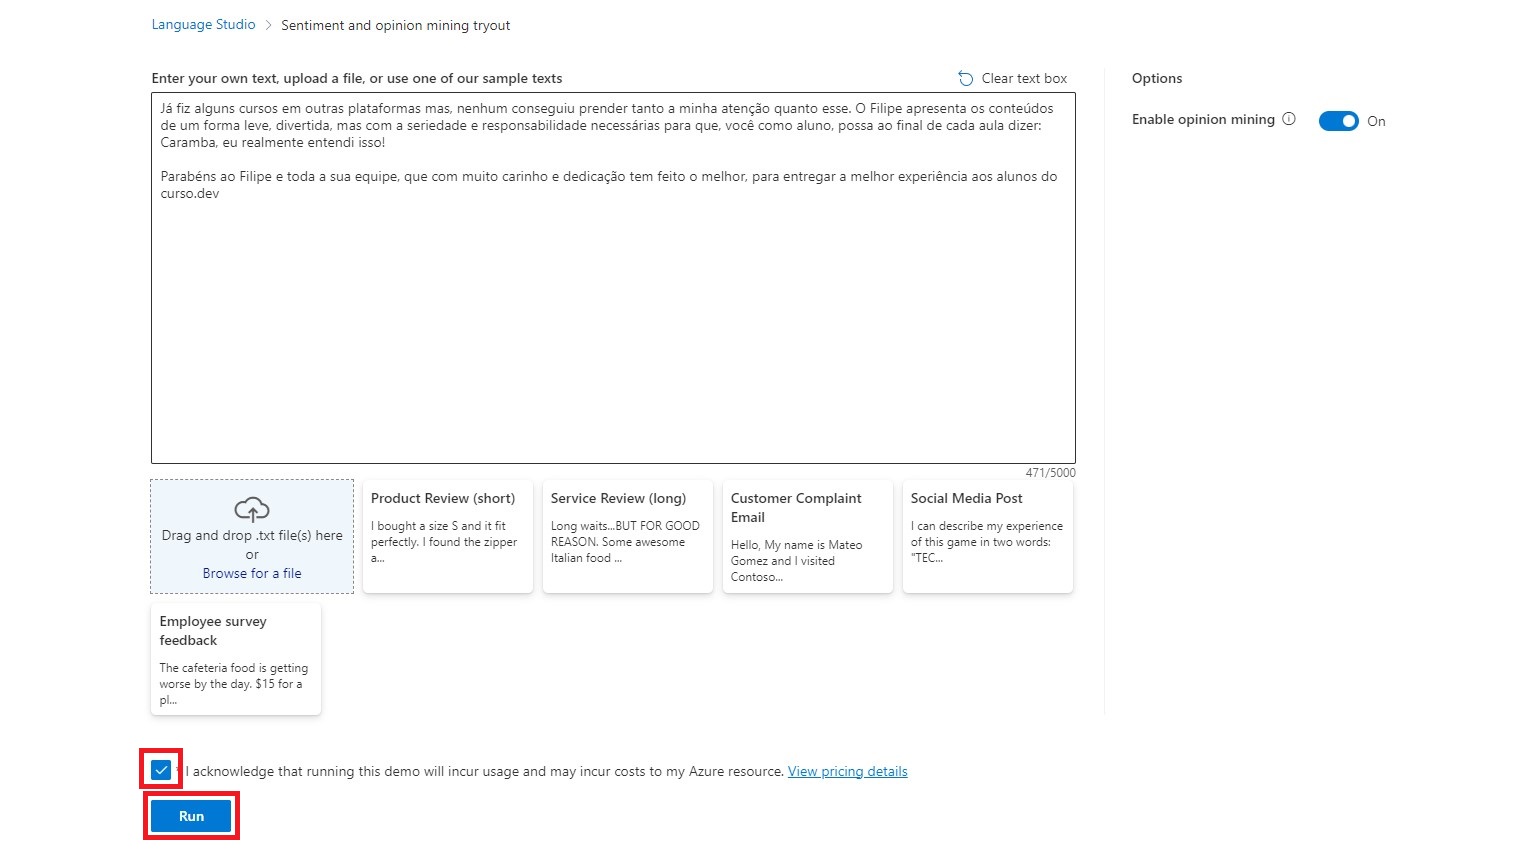 Language Studio > Sentiment and opinion mining tryout
Enter your own text, upload a file, or use one of our sample texts
Clear text box
Já fiz alguns cursos em outras plataformas mas, nenhum conseguiu prender tanto a minha atenção quanto esse. O Filipe apresenta os conteúdos
de um forma leve, divertida, mas com a seriedade e responsabilidade necessárias para que, você como aluno, possa ao final de cada aula dizer:
Caramba, eu realmente entendi isso!
Parabéns ao Filipe e toda a sua equipe, que com muito carinho e dedicação tem feito o melhor, para entregar a melhor experiência aos alunos do
curso.dev
471/5000
Options
Enable opinion mining
On
Drag and drop .txt file(s) here
or
Browse for a file
Product Review (short)
I bought a size S and it fit
perfectly. I found the zipper
a...
Service Review (long)
Long waits...BUT FOR GOOD
REASON. Some awesome
Italian food ...
Customer Complaint
Email
Hello, My name is Mateo
Gomez and I visited
Contoso...
Social Media Post
I can describe my experience
of this game in two words:
"TEC...
Employee survey
feedback
The cafeteria food is getting
worse by the day. $15 for a
pl...
* I acknowledge that running this demo will incur usage and may incur costs to my Azure resource. View pricing details
Run